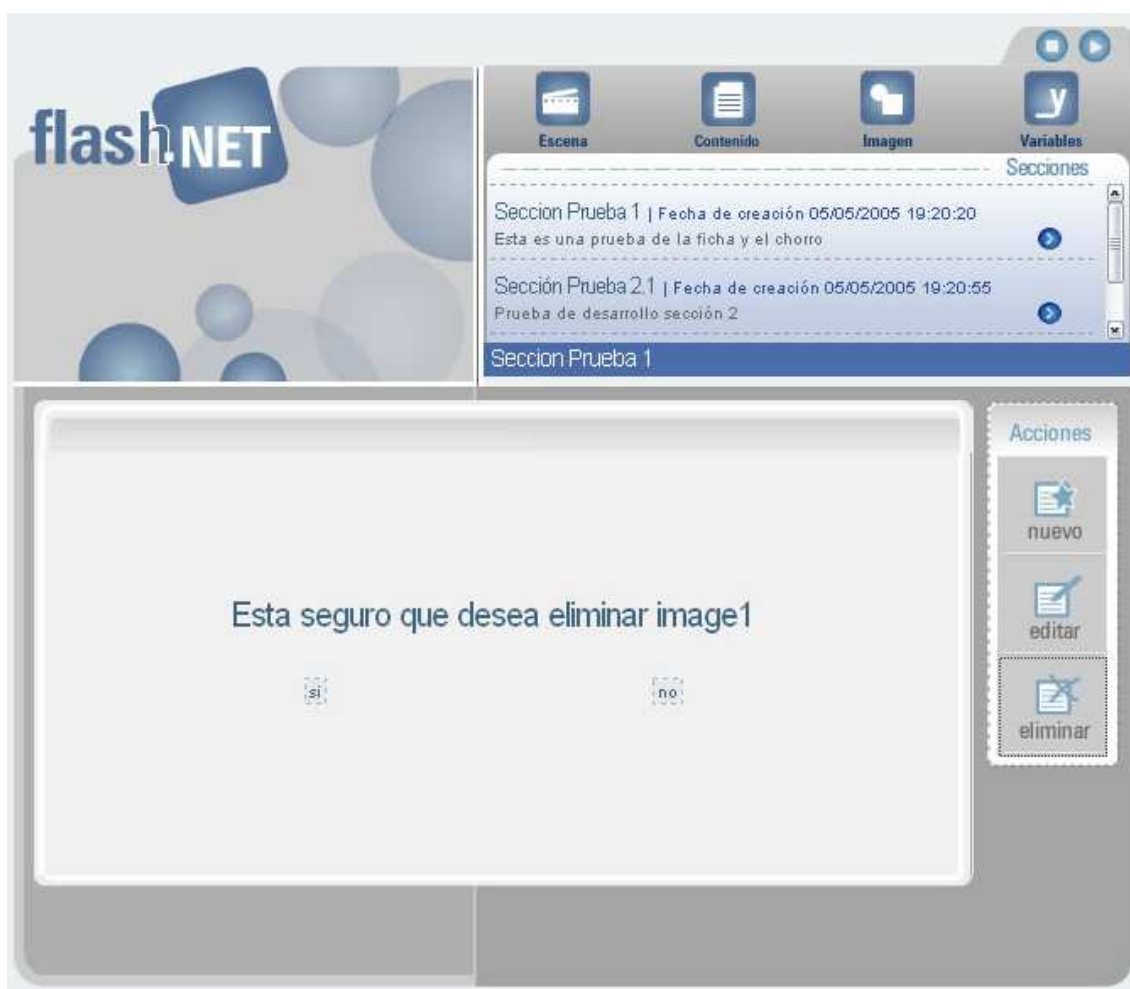 flash.NET
Escena
Contenido
Imagen
_y
Variables
Secciones
Seccion Prueba 1 | Fecha de creación 05/05/2005 19:20:20
Esta es una prueba de la ficha y el chorro
Sección Prueba 2.1 | Fecha de creación 05/05/2005 19:20:55
Prueba de desarrollo sección 2
Seccion Prueba 1
Acciones
nuevo
editar
eliminar
Esta seguro que desea eliminar image1
si no